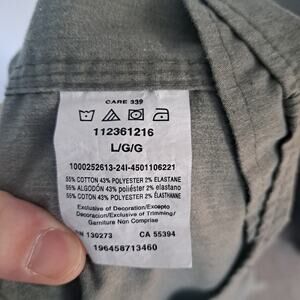 CARE 339
112361216
L/G/G
1000252613-24I-4501106221
55% COTTON 43% POLYESTER 2% ELASTANE
55% ALGODÓN 43% poliéster 2% elastano
55% COTON 43% POLYESTER 2% ÉLASTHANNE
Exclusive of Decoration/Excepto
Decoracion/Exclusive of Trimming/
Garniture Non Comprise
RN 130273 CA 55394
196458713460